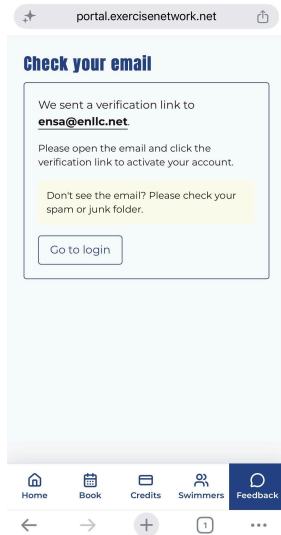 portal.exercisenetwork.net
Check your email
We sent a verification link to
ensa@enllc.net.
Please open the email and click the
verification link to activate your account.
Don't see the email? Please check your
spam or junk folder.
Go to login
Home Book Credits Swimmers Feedback
1